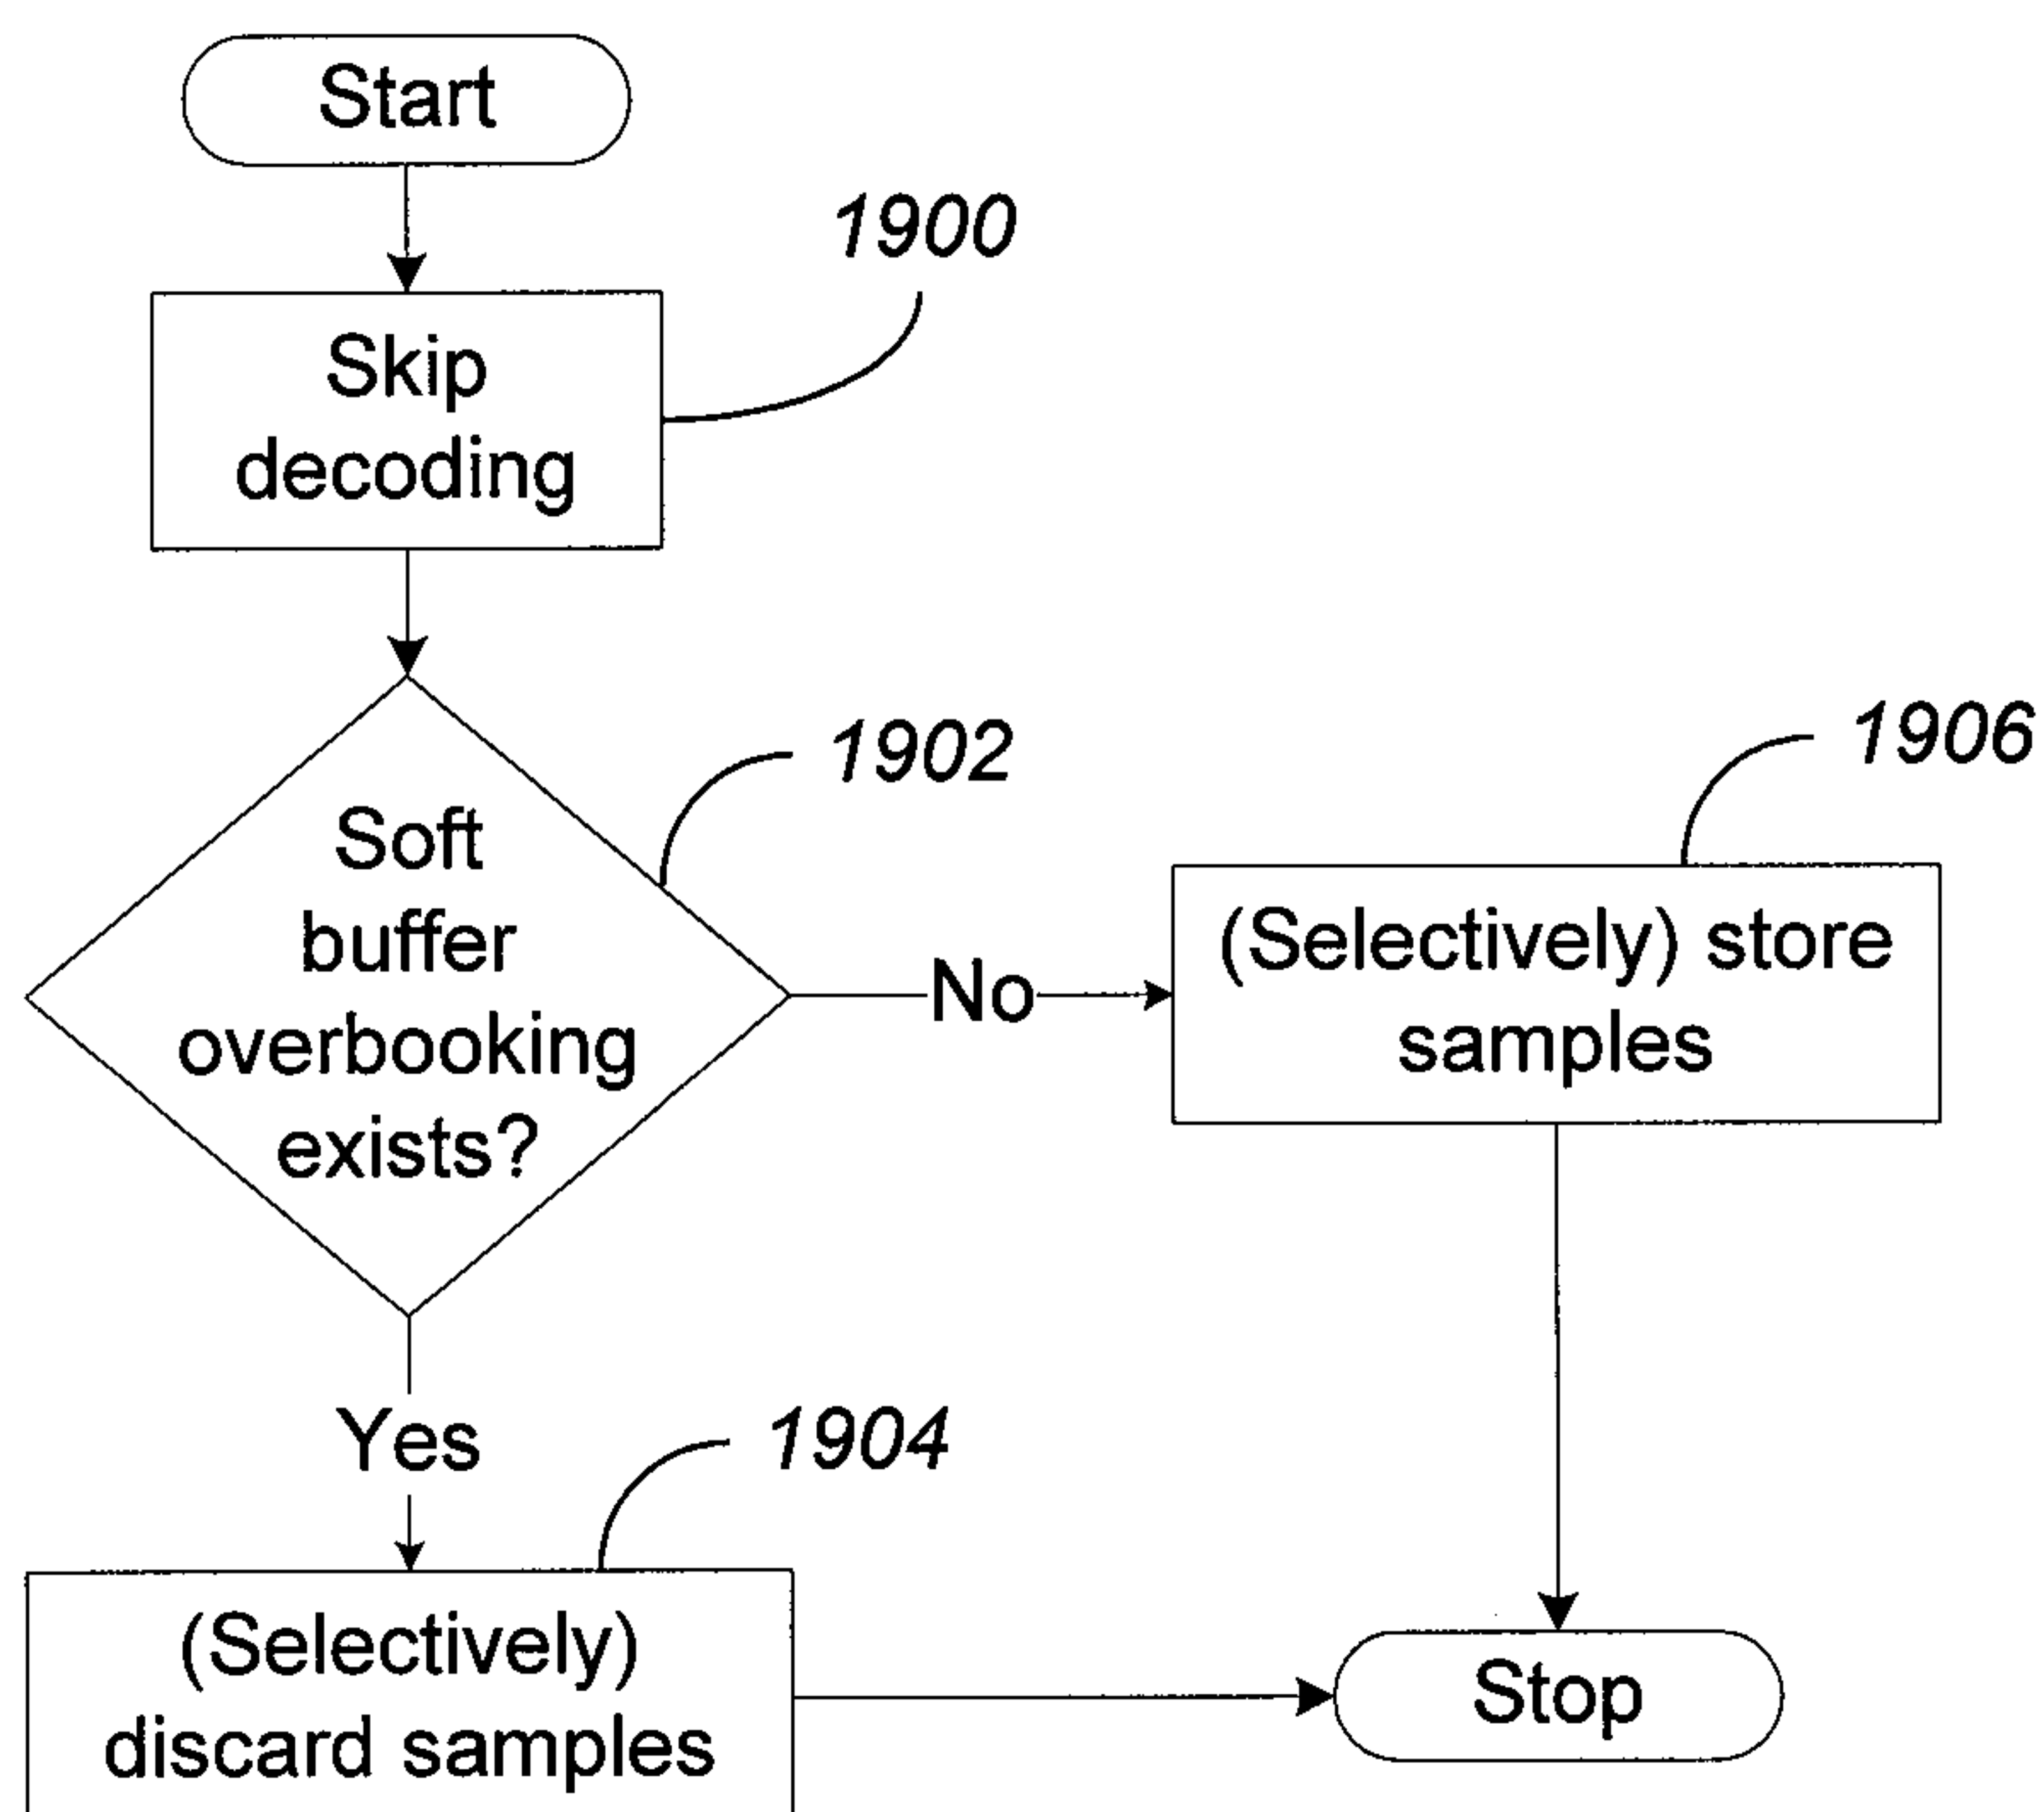 Start
1900
Skip
decoding
1902
Soft
buffer
overbooking
exists?
No
1906
(Selectively) store
samples
Yes
1904
(Selectively)
discard samples
Stop